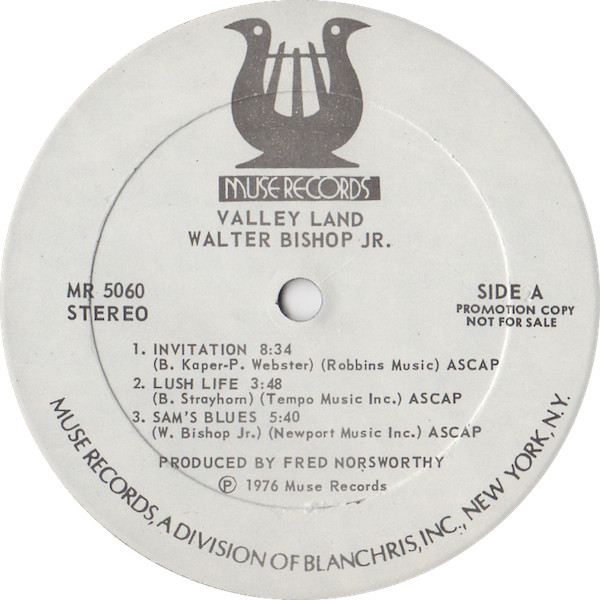 MUSE RECORDS
VALLEY LAND
WALTER BISHOP JR.
MR 5060
STEREO
SIDE A
PROMOTION COPY
NOT FOR SALE
1. INVITATION 8:34
(B. Kaper-P. Webster) (Robbins Music) ASCAP
2. LUSH LIFE 3:48
(B. Strayhorn) (Tempo Music Inc.) ASCAP
3. SAM'S BLUES 5:40
(W. Bishop Jr.) (Newport Music Inc.) ASCAP
PRODUCED BY FRED NORSWORTHY
℗ 1976 Muse Records
MUSE RECORDS, A DIVISION OF BLANCHRIS, INC., NEW YORK, N.Y.